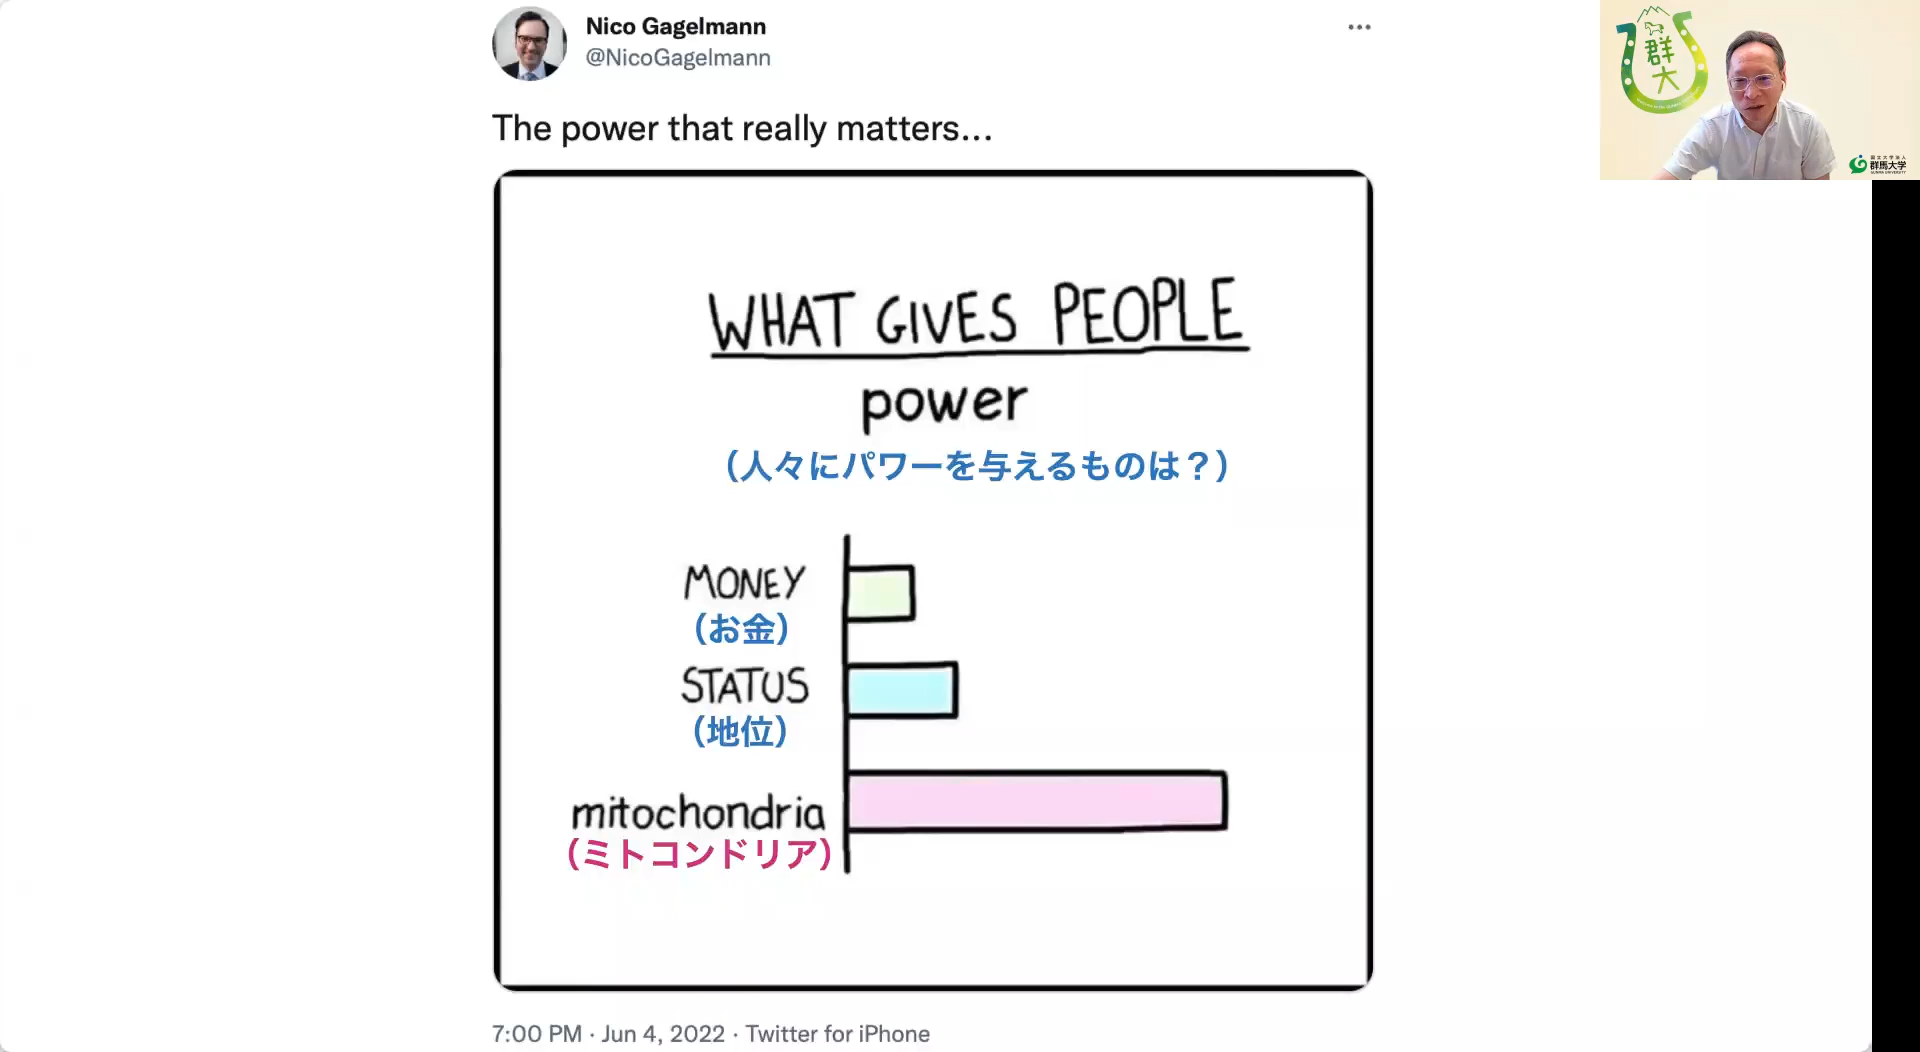 Nico Gagelmann
@NicoGagelmann
The power that really matters...
WHAT GIVES PEOPLE
power
（人々にパワーを与えるものは？）
MONEY
（お金）
STATUS
（地位）
mitochondria
（ミトコンドリア）
7:00 PM · Jun 4, 2022 · Twitter for iPhone
群
大
群馬大学
GUNMA UNIVERSITY